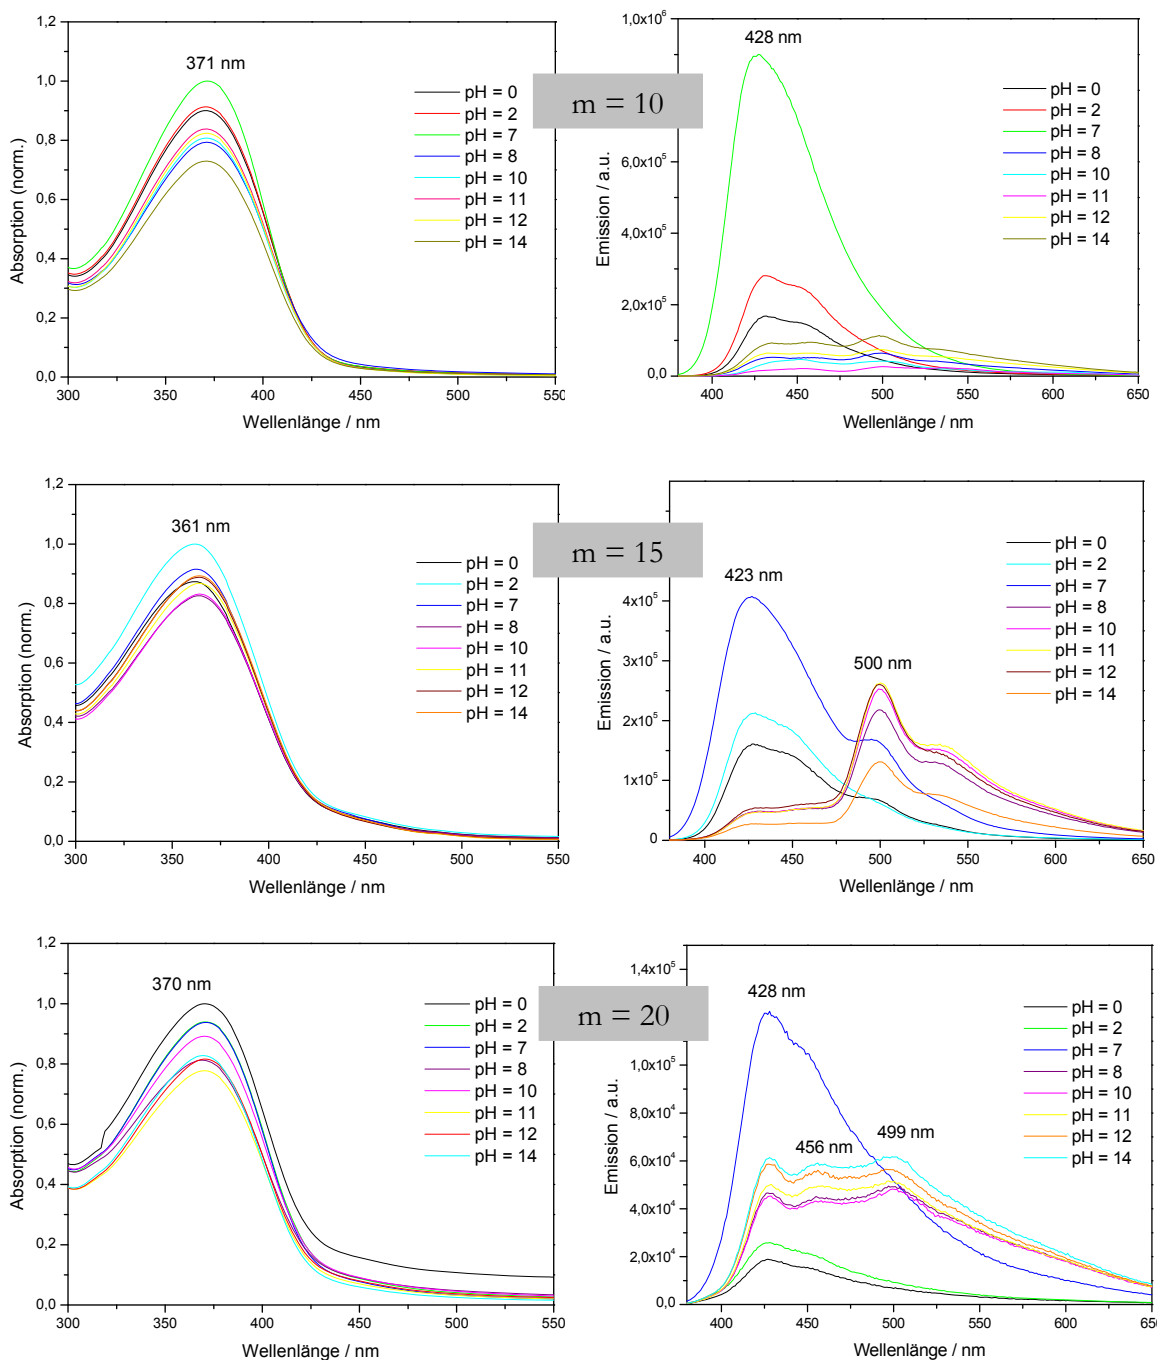 1,2
1,0
0,8
0,6
0,4
0,2
0,0
Absorption (norm.)
371 nm
pH = 0
pH = 2
pH = 7
pH = 8
pH = 10
pH = 11
pH = 12
pH = 14
300 350 400 450 500 550
Wellenlänge / nm
m = 10
1,0x10⁶
6,0x10⁵
4,0x10⁵
2,0x10⁵
0,0
Emission / a.u.
428 nm
pH = 0
pH = 2
pH = 7
pH = 8
pH = 10
pH = 11
pH = 12
pH = 14
400 450 500 550 600 650
Wellenlänge / nm
1,2
1,0
0,8
0,6
0,4
0,2
0,0
Absorption (norm.)
361 nm
pH = 0
pH = 2
pH = 7
pH = 8
pH = 10
pH = 11
pH = 12
pH = 14
300 350 400 450 500 550
Wellenlänge / nm
m = 15
4x10⁵
3x10⁵
2x10⁵
1x10⁵
0
Emission / a.u.
423 nm
500 nm
pH = 0
pH = 2
pH = 7
pH = 8
pH = 10
pH = 11
pH = 12
pH = 14
400 450 500 550 600 650
Wellenlänge / nm
1,2
1,0
0,8
0,6
0,4
0,2
0,0
Absorption (norm.)
370 nm
pH = 0
pH = 2
pH = 7
pH = 8
pH = 10
pH = 11
pH = 12
pH = 14
300 350 400 450 500 550
Wellenlänge / nm
m = 20
1,4x10⁵
1,0x10⁵
8,0x10⁴
6,0x10⁴
4,0x10⁴
2,0x10⁴
0,0
Emission / a.u.
428 nm
456 nm
499 nm
pH = 0
pH = 2
pH = 7
pH = 8
pH = 10
pH = 11
pH = 12
pH = 14
400 450 500 550 600 650
Wellenlänge / nm